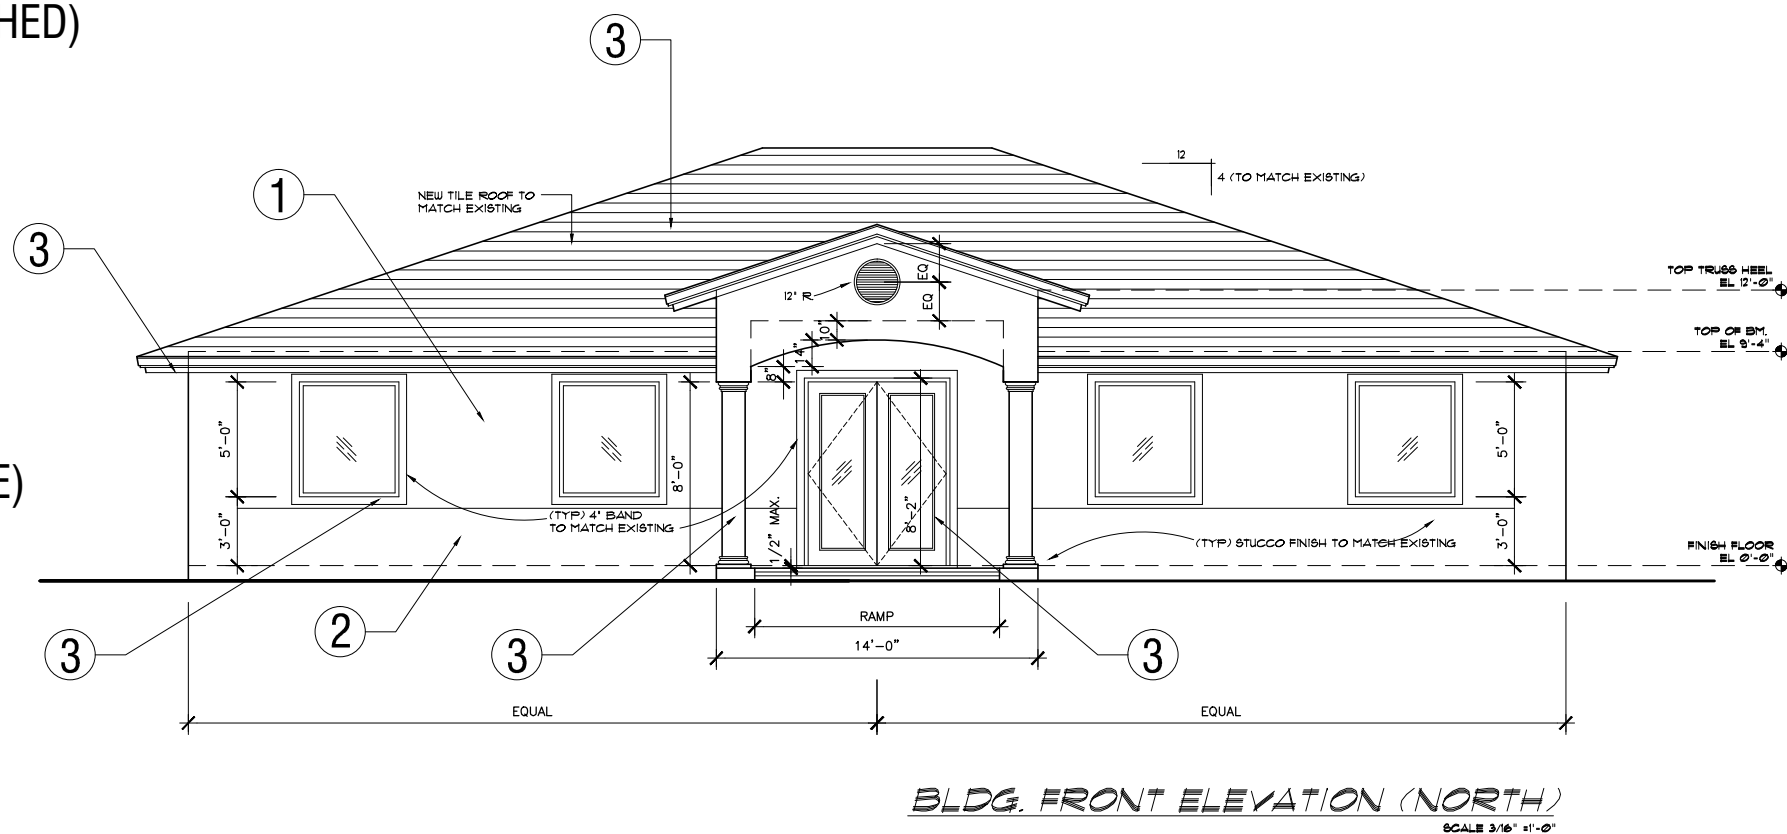 HED)
3
12
4 (TO MATCH EXISTING)
1
NEW TILE ROOF TO
MATCH EXISTING
3
EQ
EQ
12" R
TOP TRUSS HEEL
EL 12'-0"
10"
14"
8"
TOP OF BM.
EL 9'-4"
5'-0"
8'-0"
5'-0"
E)
(TYP) 4" BAND
TO MATCH EXISTING
3'-0"
1/2" MAX.
8'-2"
(TYP) STUCCO FINISH TO MATCH EXISTING
3'-0"
FINISH FLOOR
EL 0'-0"
RAMP
14'-0"
3
2
3
3
EQUAL
EQUAL
BLDG. FRONT ELEVATION (NORTH)
SCALE 3/16" =1'-0"